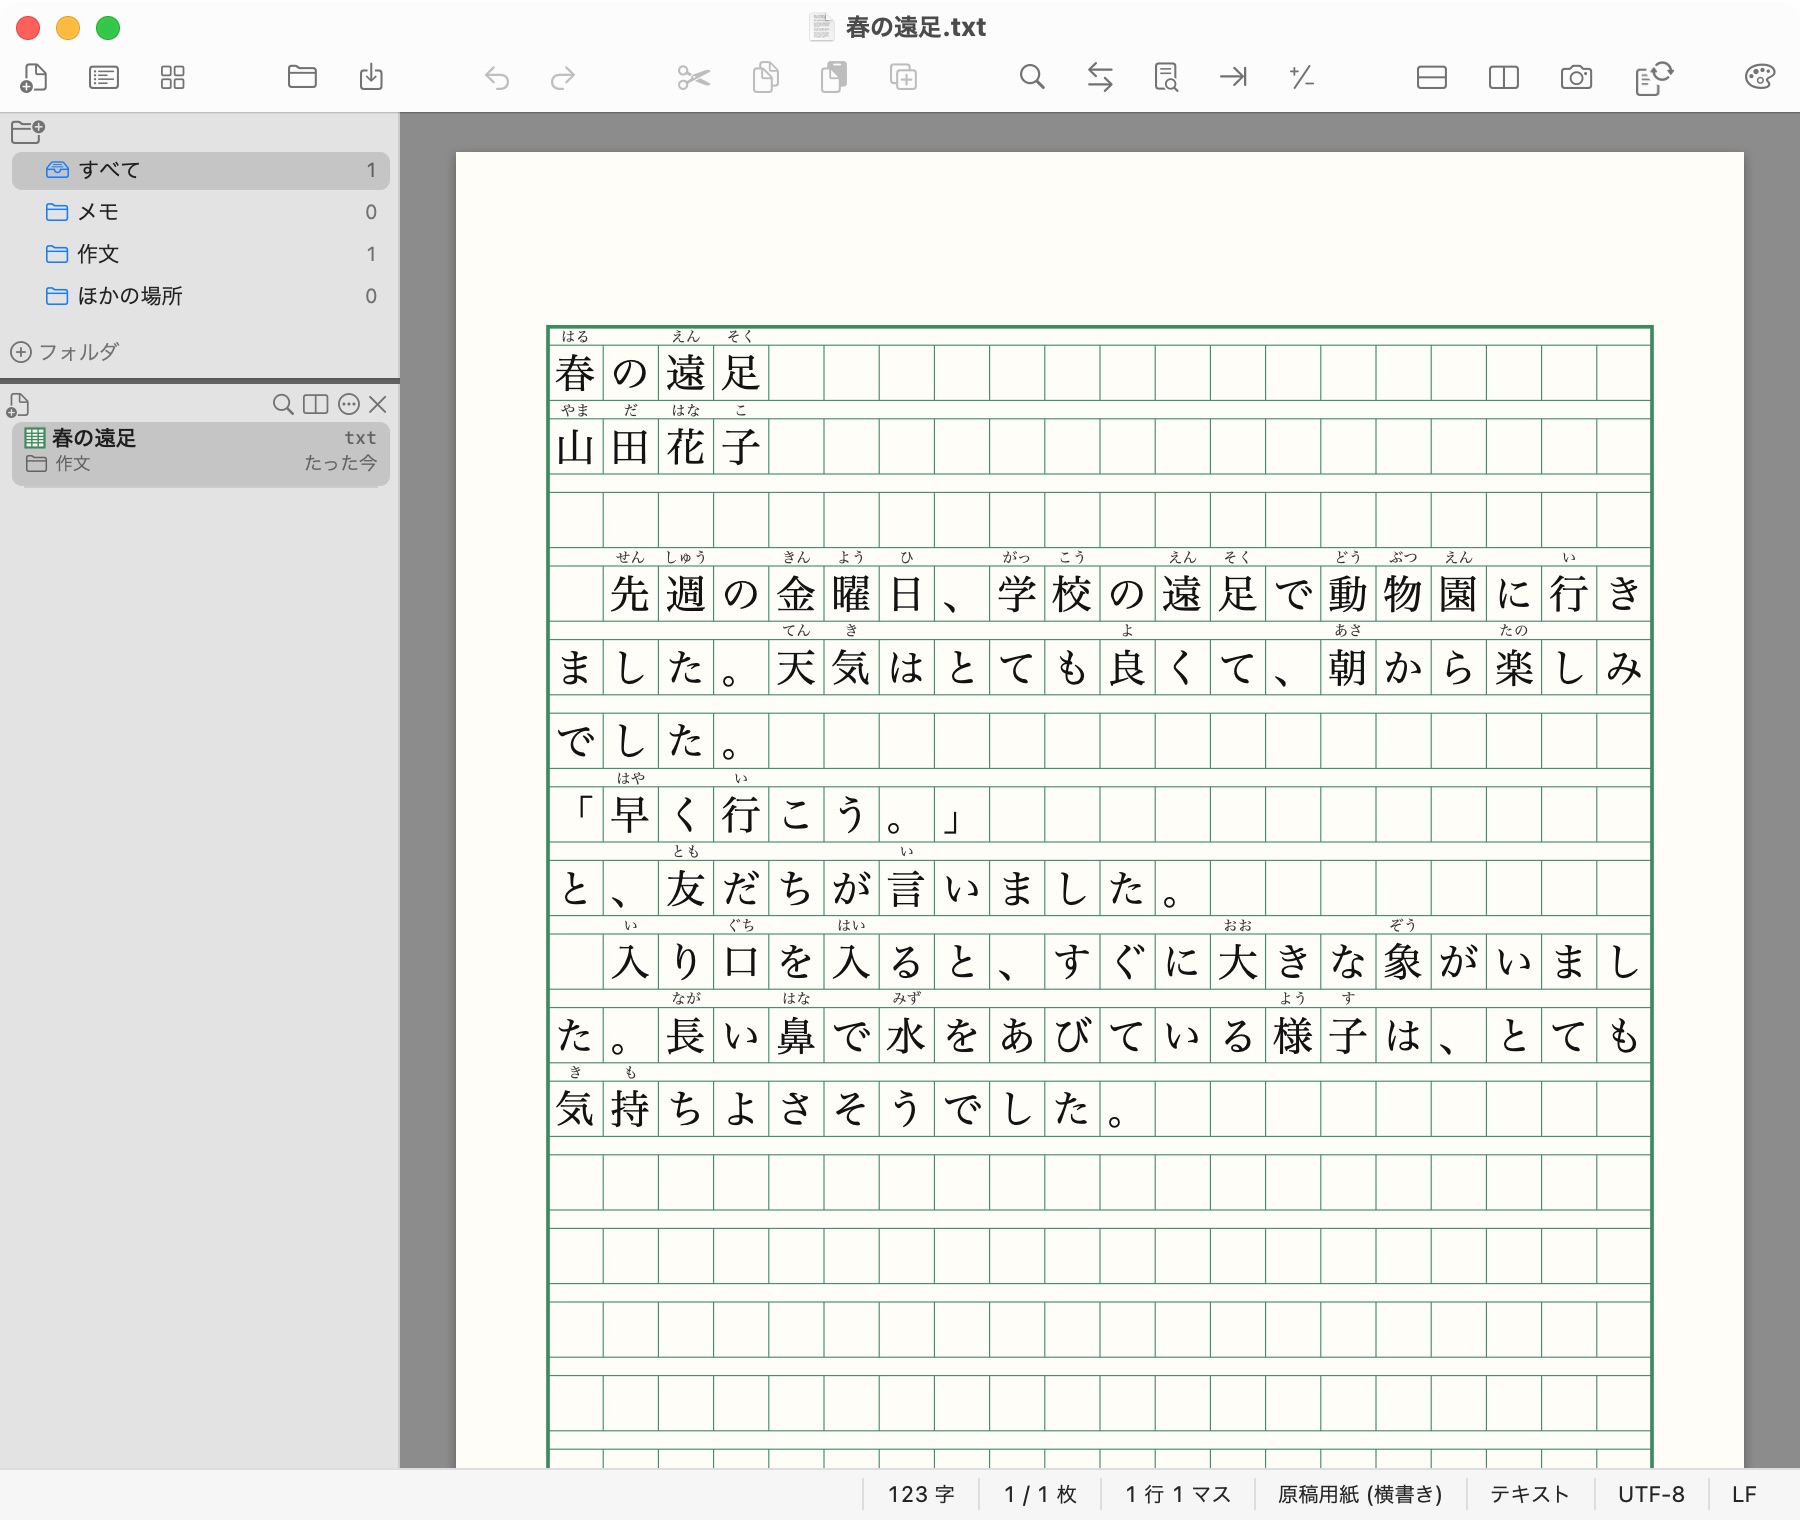 春の遠足.txt
すべて 1
メモ 0
作文 1
ほかの場所 0
フォルダ
春の遠足 txt
作文 たった今
はる えん そく
春の遠足
やま だ はな こ
山田花子
せん しゅう きん よう ひ がっ こう えん そく どう ぶつ えん い
先週の金曜日、学校の遠足で動物園に行き
てん き よ あさ たの
ました。天気はとても良くて、朝から楽しみ
でした。
はや い
「早く行こう。」
とも い
と、友だちが言いました。
い ぐち はい おお ぞう
入り口を入ると、すぐに大きな象がいまし
なが はな みず よう す
た。長い鼻で水をあびている様子は、とても
き も
気持ちよさそうでした。
123 字 1 / 1 枚 1 行 1 マス 原稿用紙 (横書き) テキスト UTF-8 LF